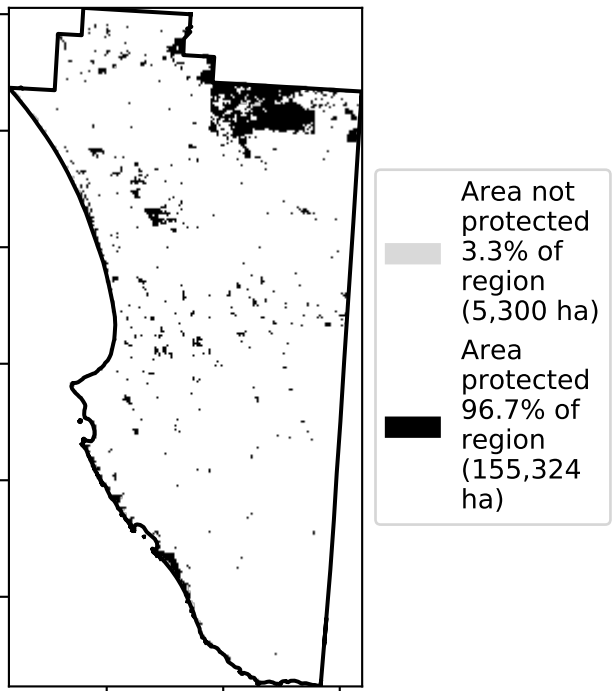 Area not
protected
3.3% of
region
(5,300 ha)
Area
protected
96.7% of
region
(155,324
ha)